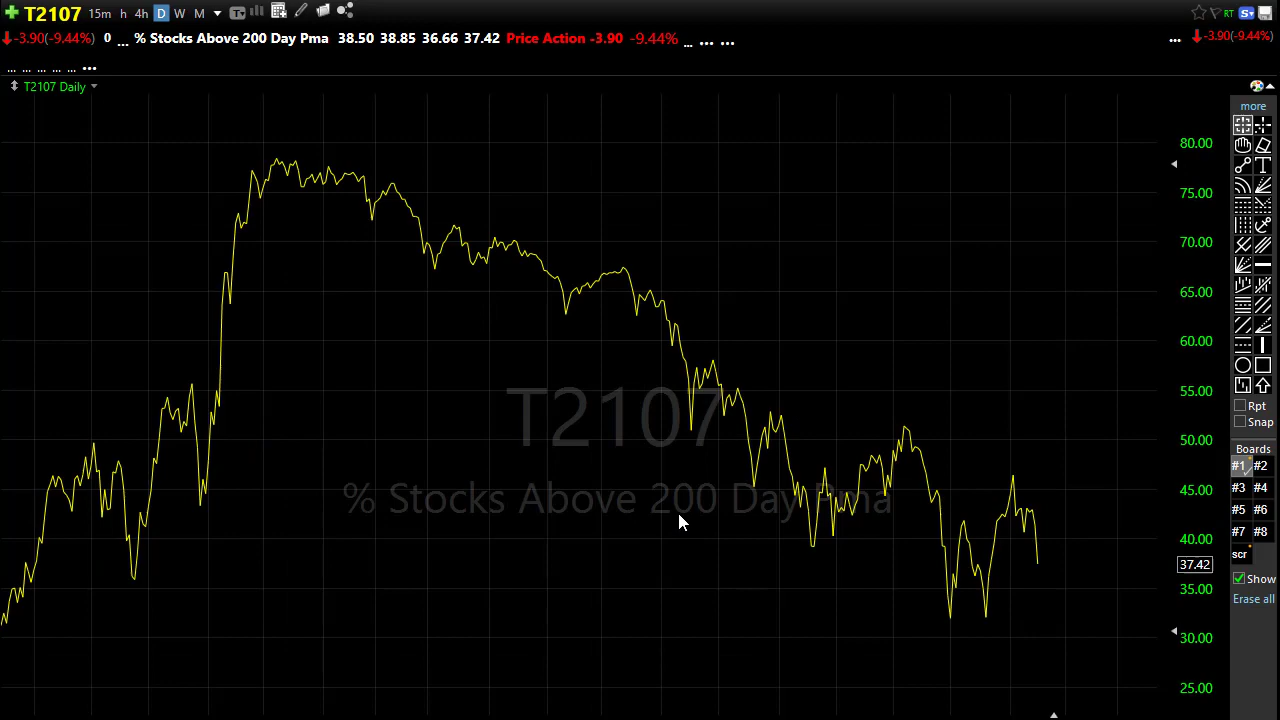 T2107 15m h 4h D W M T RT S
-3.90(-9.44%) 0 ... % Stocks Above 200 Day Pma 38.50 38.85 36.66 37.42 Price Action -3.90 -9.44% ... ... ... ... -3.90(-9.44%)
... ... ... ... ... ...
T2107 Daily
more
T
80.00
75.00
70.00
65.00
60.00
55.00
50.00
45.00
40.00
37.42
35.00
30.00
25.00
T2107
% Stocks Above 200 Day Pma
Rpt
Snap
Boards
#1 #2
#3 #4
#5 #6
#7 #8
scr
Show
Erase all